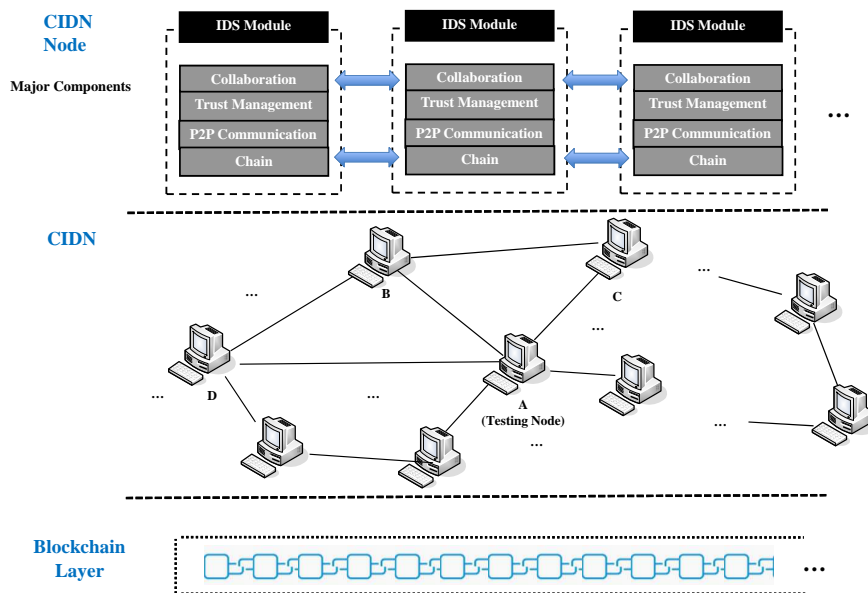 CIDN
Node
IDS Module
IDS Module
IDS Module
Major Components
Collaboration
Collaboration
Collaboration
Trust Management
Trust Management
Trust Management
P2P Communication
P2P Communication
P2P Communication
Chain
Chain
Chain
...
CIDN
B
C
...
...
...
D
...
...
A
(Testing Node)
...
...
Blockchain
Layer
...